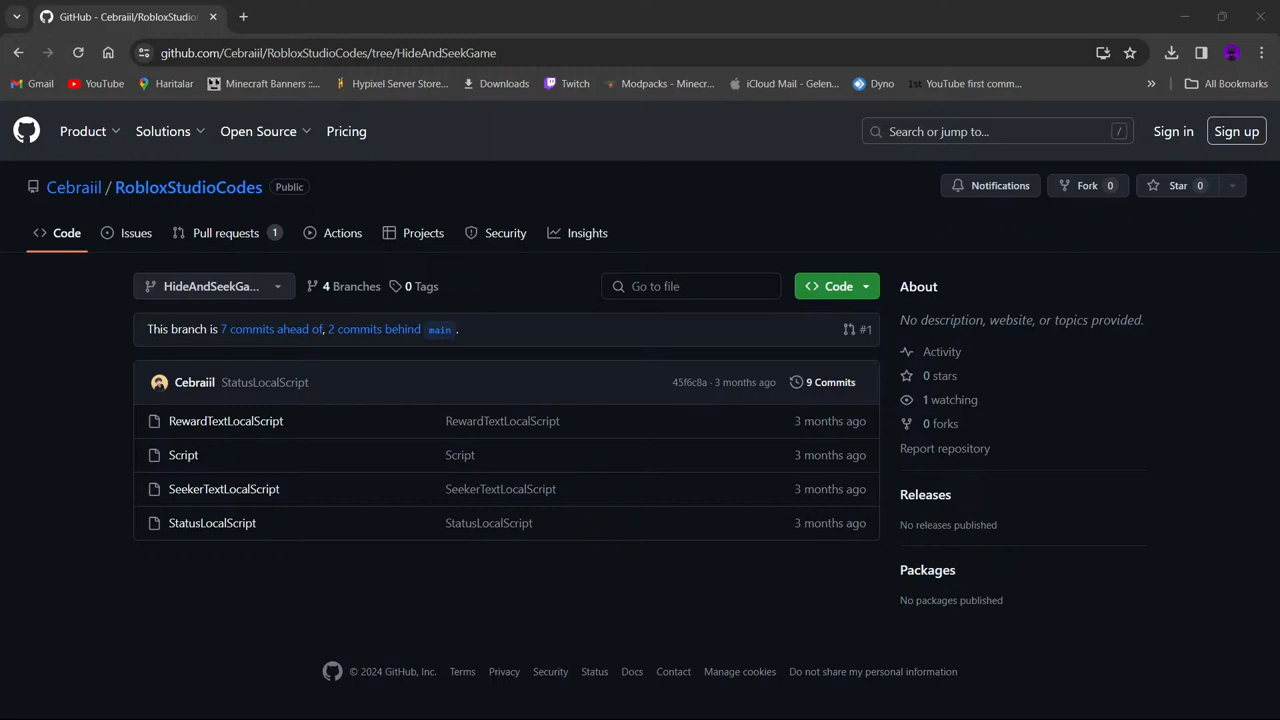 GitHub - Cebraiil/RobloxStudio
github.com/Cebraiil/RobloxStudioCodes/tree/HideAndSeekGame
Gmail YouTube Haritalar Minecraft Banners ::... Hypixel Server Store... Downloads Twitch Modpacks - Minecr... iCloud Mail - Gelen... Dyno 1st YouTube first comm... » All Bookmarks
Product Solutions Open Source Pricing Search or jump to... / Sign in Sign up
Cebraiil / RobloxStudioCodes Public Notifications Fork 0 Star 0
Code Issues Pull requests 1 Actions Projects Security Insights
HideAndSeekGa... 4 Branches 0 Tags Go to file Code
This branch is 7 commits ahead of, 2 commits behind main . #1
Cebraiil StatusLocalScript 45f6c8a · 3 months ago 9 Commits
RewardTextLocalScript RewardTextLocalScript 3 months ago
Script Script 3 months ago
SeekerTextLocalScript SeekerTextLocalScript 3 months ago
StatusLocalScript StatusLocalScript 3 months ago
About
No description, website, or topics provided.
Activity
0 stars
1 watching
0 forks
Report repository
Releases
No releases published
Packages
No packages published
© 2024 GitHub, Inc. Terms Privacy Security Status Docs Contact Manage cookies Do not share my personal information